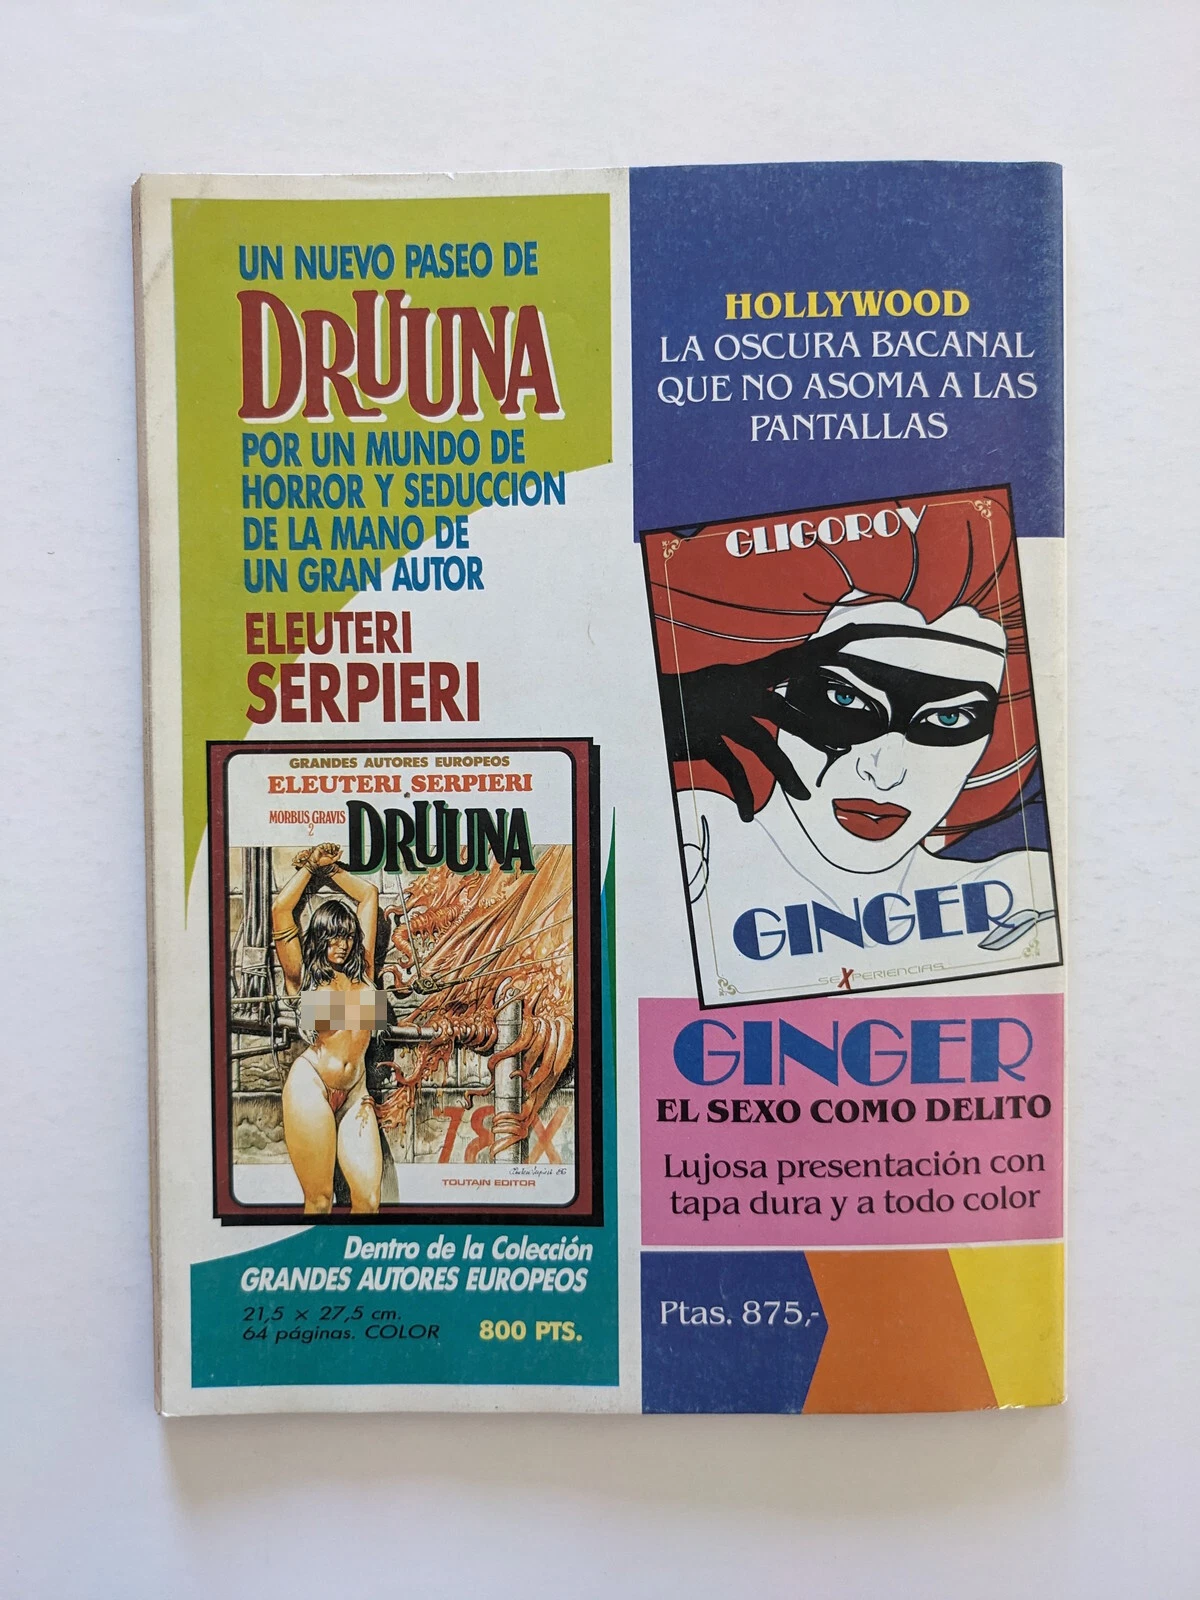 UN NUEVO PASEO DE
DRUUNA
POR UN MUNDO DE
HORROR Y SEDUCCION
DE LA MANO DE
UN GRAN AUTOR
ELEUTERI
SERPIERI
GRANDES AUTORES EUROPEOS
ELEUTERI SERPIERI
MORBUS GRAVIS
2
DRUUNA
18X
TOUTAIN EDITOR
Dentro de la Colección
GRANDES AUTORES EUROPEOS
21,5 × 27,5 cm.
64 páginas. COLOR
800 PTS.
HOLLYWOOD
LA OSCURA BACANAL
QUE NO ASOMA A LAS
PANTALLAS
GLIGOROV
GINGER
SEXPERIENCIAS
GINGER
EL SEXO COMO DELITO
Lujosa presentación con
tapa dura y a todo color
Ptas. 875,-